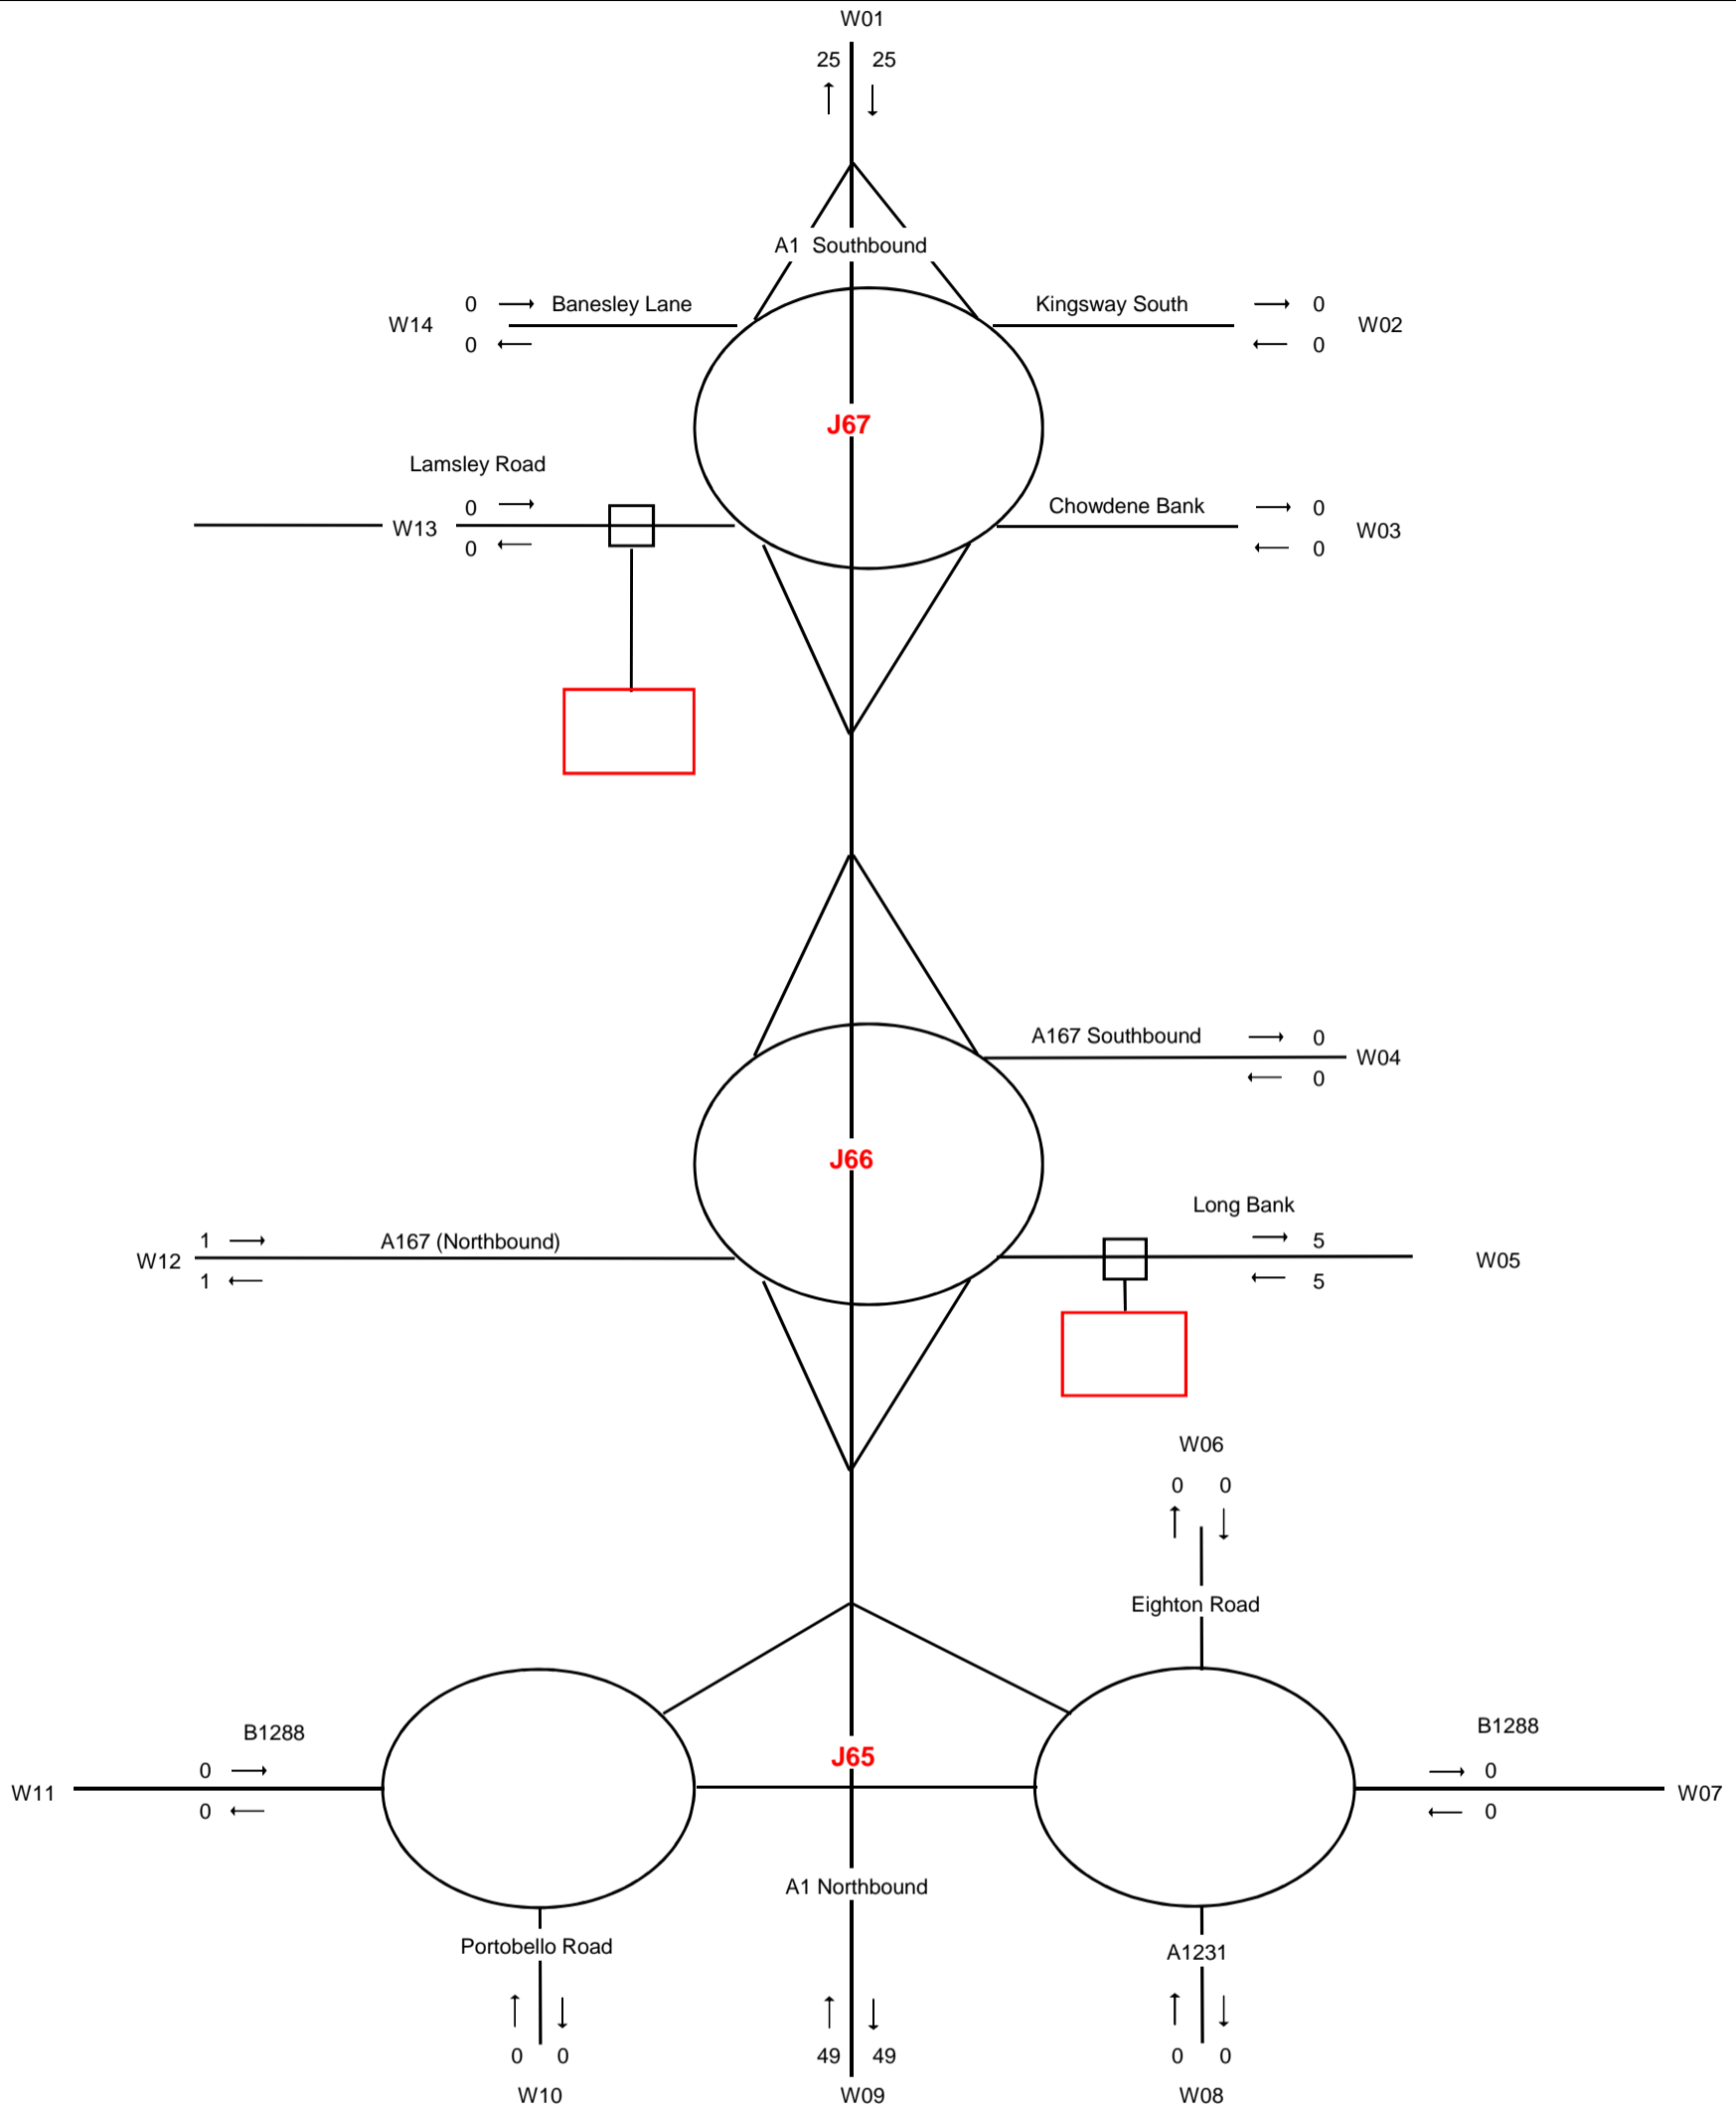 W01
25 25
↑ ↓
A1 Southbound
0 → Banesley Lane Kingsway South → 0
W14 W02
0 ← ← 0
J67
Lamsley Road
0 → Chowdene Bank → 0
W13 W03
0 ← ← 0
A167 Southbound → 0
W04
← 0
J66
Long Bank
1 → A167 (Northbound) → 5
W12 W05
1 ← ← 5
W06
0 0
↑ ↓
Eighton Road
B1288 B1288
J65
0 → → 0
W11 W07
0 ← ← 0
A1 Northbound
Portobello Road A1231
↑ ↓ ↑ ↓ ↑ ↓
0 0 49 49 0 0
W10 W09 W08